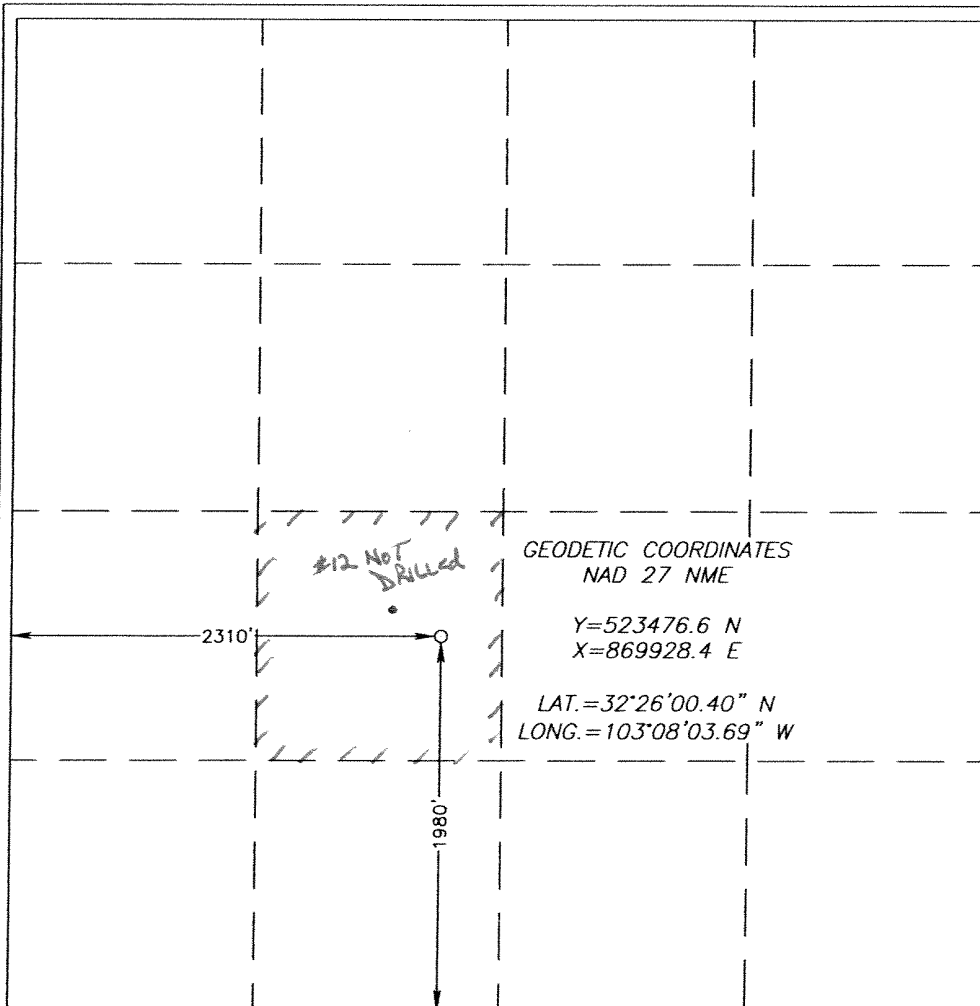 #12 NOT
DRILLed
GEODETIC COORDINATES
NAD 27 NME
Y=523476.6 N
X=869928.4 E
LAT.=32°26'00.40" N
LONG.=103°08'03.69" W
2310'
1980'